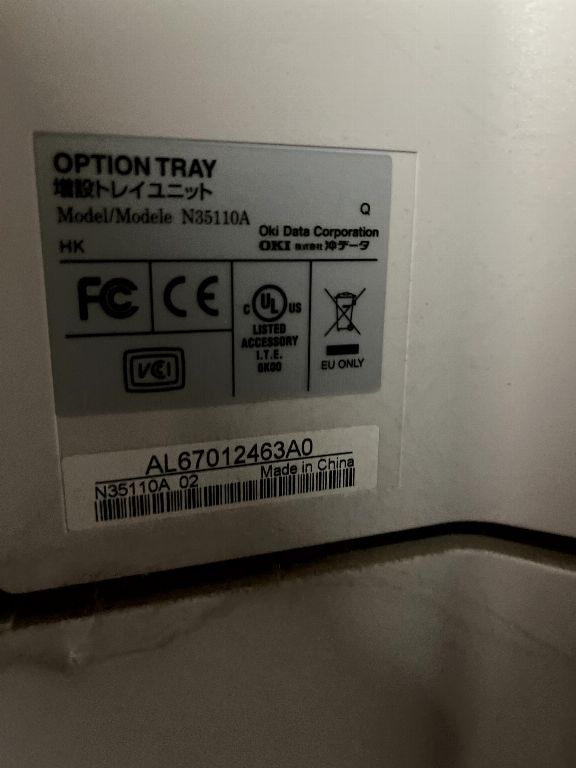 OPTION TRAY
増設トレイユニット
Model/Modele N35110A
Q
HK
Oki Data Corporation
OKI 株式会社 沖データ
FC CE
C UL US
LISTED
ACCESSORY
I.T.E.
0K00
EU ONLY
VCI
AL67012463A0
N35110A 02 Made in China